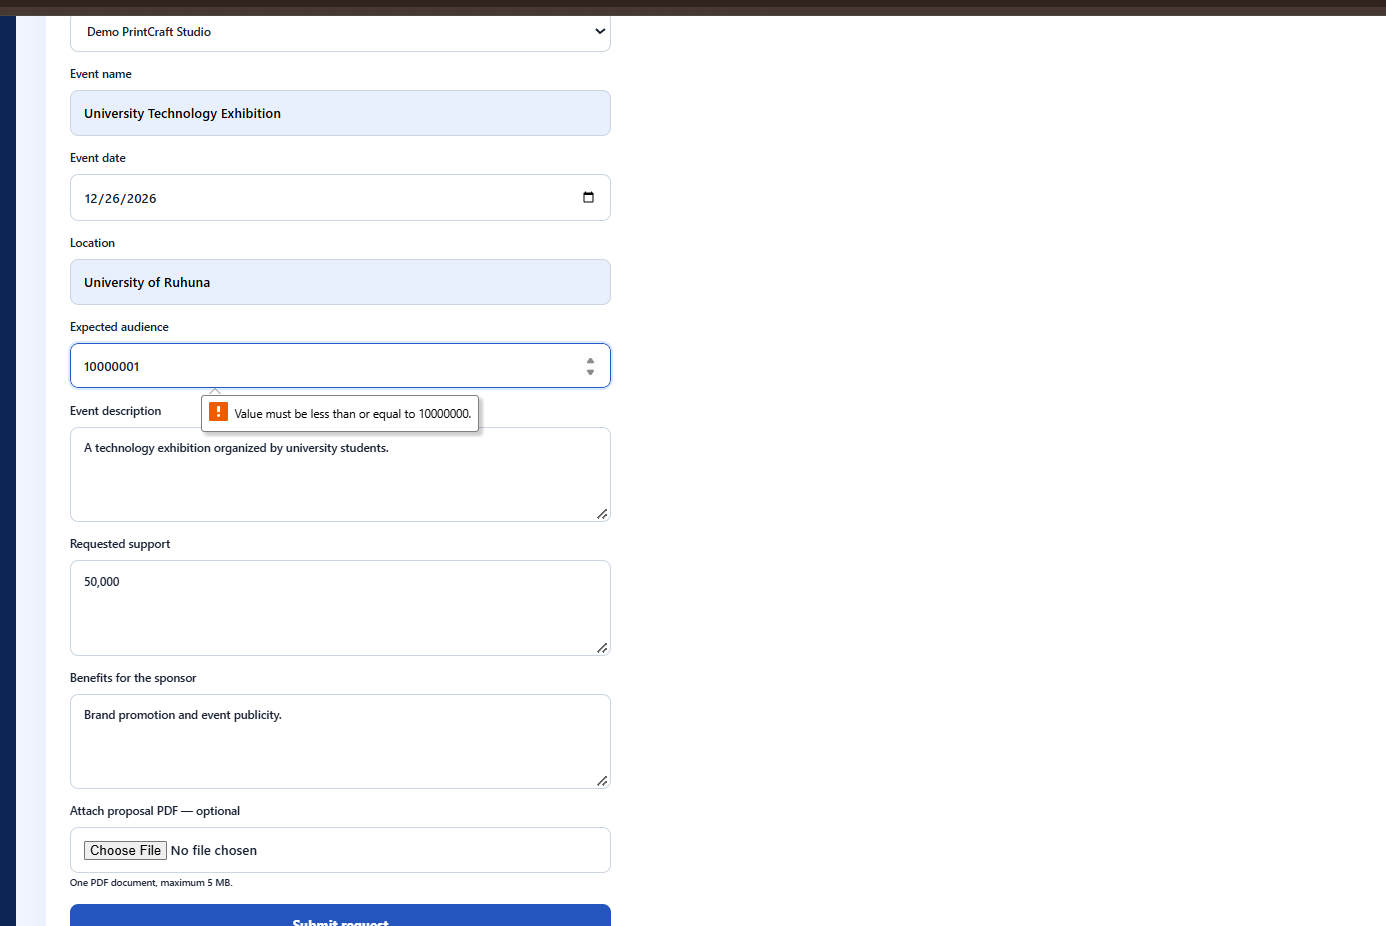 Demo PrintCraft Studio
Event name
University Technology Exhibition
Event date
12/26/2026
Location
University of Ruhuna
Expected audience
10000001
Value must be less than or equal to 10000000.
Event description
A technology exhibition organized by university students.
Requested support
50,000
Benefits for the sponsor
Brand promotion and event publicity.
Attach proposal PDF — optional
Choose File No file chosen
One PDF document, maximum 5 MB.
Submit request